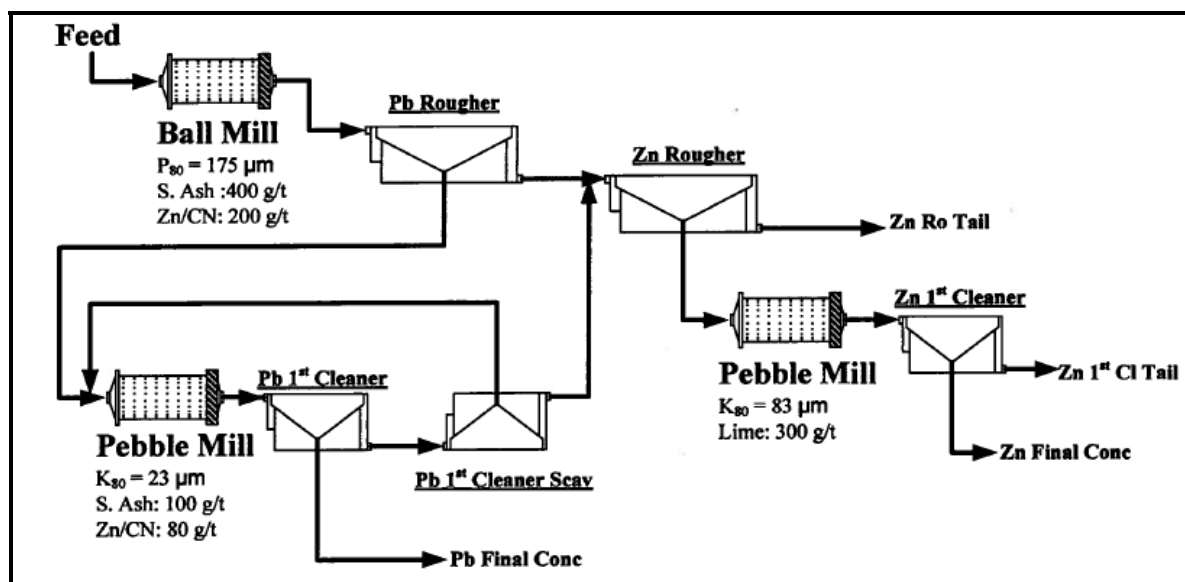 Feed
Pb Rougher
Ball Mill
P₈₀ = 175 µm
S. Ash :400 g/t
Zn/CN: 200 g/t
Zn Rougher
Zn Ro Tail
Zn 1ˢᵗ Cleaner
Pebble Mill
K₈₀ = 83 µm
Lime: 300 g/t
Zn 1ˢᵗ Cl Tail
Zn Final Conc
Pb 1ˢᵗ Cleaner
Pebble Mill
K₈₀ = 23 µm
S. Ash: 100 g/t
Zn/CN: 80 g/t
Pb 1ˢᵗ Cleaner Scav
Pb Final Conc